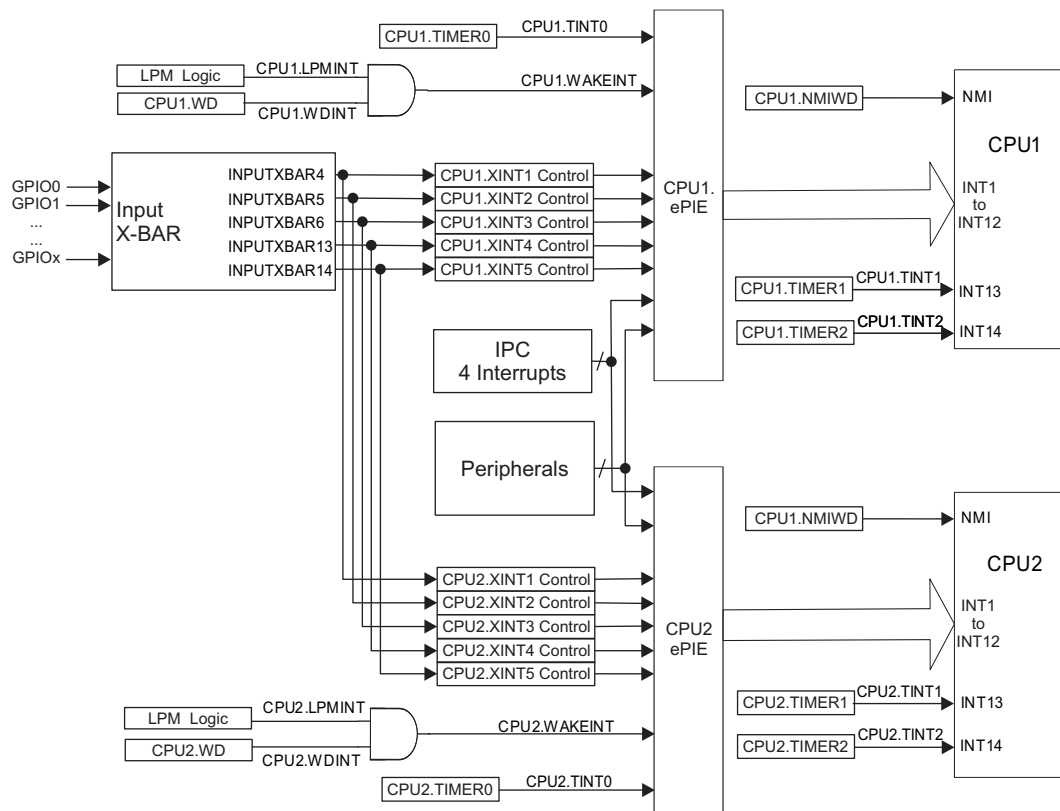 CPU1.TIMER0
CPU1.TINT0
LPM Logic
CPU1.LPMINT
CPU1.WD
CPU1.WDINT
CPU1.WAKEINT
CPU1.NMIWD
NMI
CPU1
GPIO0
GPIO1
...
...
GPIOx
Input
X-BAR
INPUTXBAR4
INPUTXBAR5
INPUTXBAR6
INPUTXBAR13
INPUTXBAR14
CPU1.XINT1 Control
CPU1.XINT2 Control
CPU1.XINT3 Control
CPU1.XINT4 Control
CPU1.XINT5 Control
CPU1.
ePIE
INT1
to
INT12
CPU1.TIMER1
CPU1.TINT1
INT13
CPU1.TIMER2
CPU1.TINT2
INT14
IPC
4 Interrupts
Peripherals
CPU1.NMIWD
NMI
CPU2
CPU2.XINT1 Control
CPU2.XINT2 Control
CPU2.XINT3 Control
CPU2.XINT4 Control
CPU2.XINT5 Control
CPU2
ePIE
INT1
to
INT12
CPU2.TIMER1
CPU2.TINT1
INT13
CPU2.TIMER2
CPU2.TINT2
INT14
LPM Logic
CPU2.LPMINT
CPU2.WD
CPU2.WDINT
CPU2.WAKEINT
CPU2.TIMER0
CPU2.TINT0